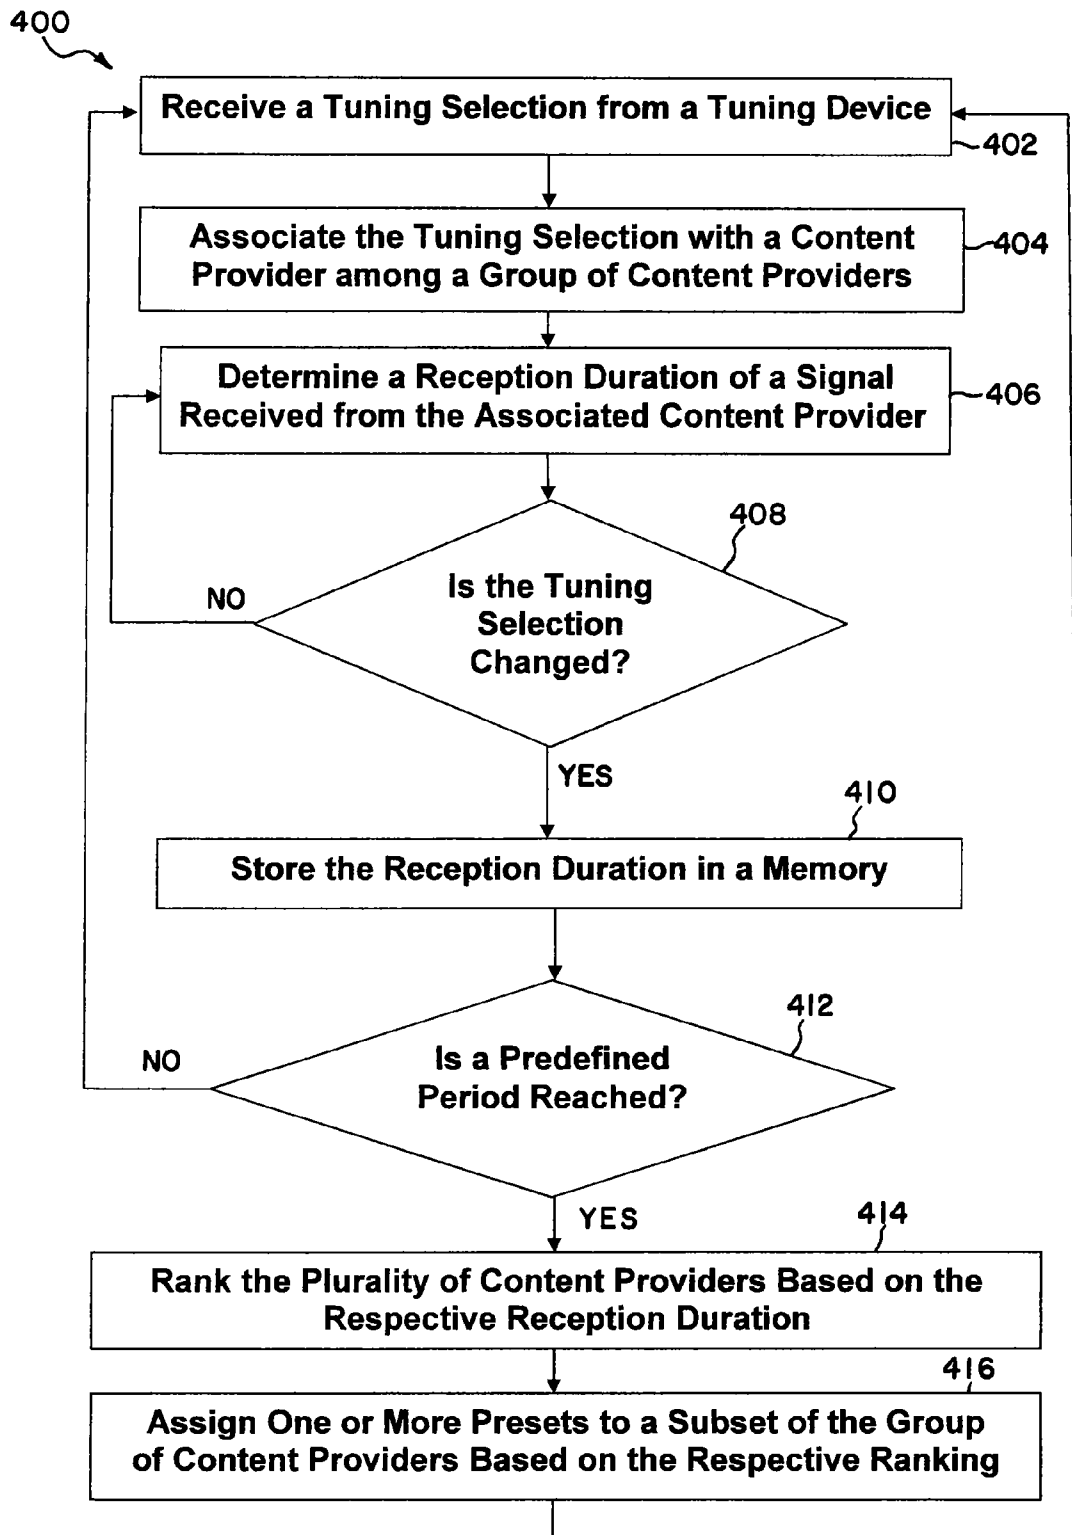 400
Receive a Tuning Selection from a Tuning Device
402
Associate the Tuning Selection with a Content
Provider among a Group of Content Providers
404
Determine a Reception Duration of a Signal
Received from the Associated Content Provider
406
408
Is the Tuning
Selection
Changed?
NO
YES
410
Store the Reception Duration in a Memory
412
Is a Predefined
Period Reached?
NO
YES
414
Rank the Plurality of Content Providers Based on the
Respective Reception Duration
416
Assign One or More Presets to a Subset of the Group
of Content Providers Based on the Respective Ranking